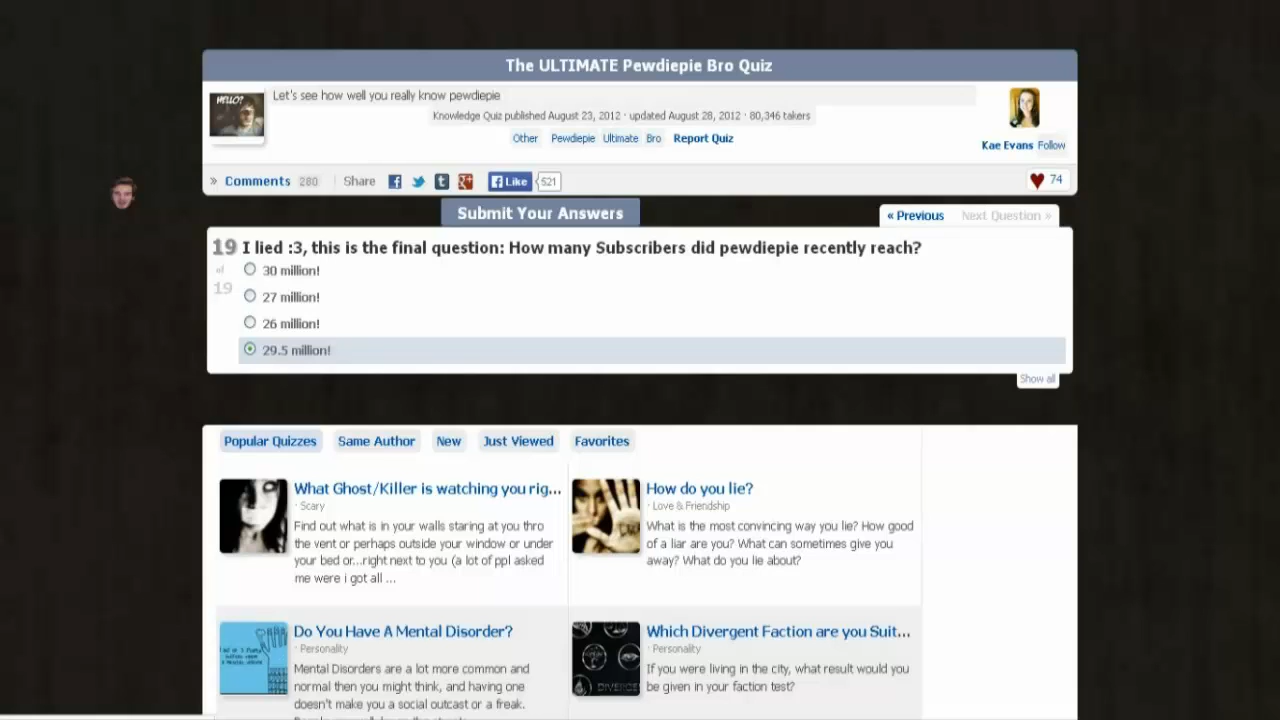 The ULTIMATE Pewdiepie Bro Quiz
HELLO?
Let's see how well you really know pewdiepie
Knowledge Quiz published August 23, 2012 · updated August 28, 2012 · 80,346 takers
Other Pewdiepie Ultimate Bro Report Quiz
Kae Evans Follow
» Comments 280 Share Like 521
74
Submit Your Answers
« Previous Next Question »
19 I lied :3, this is the final question: How many Subscribers did pewdiepie recently reach?
of
19
30 million!
27 million!
26 million!
29.5 million!
Show all
Popular Quizzes Same Author New Just Viewed Favorites
What Ghost/Killer is watching you rig...
· Scary
Find out what is in your walls staring at you thro
the vent or perhaps outside your window or under
your bed or...right next to you (a lot of ppl asked
me were i got all ...
How do you lie?
· Love & Friendship
What is the most convincing way you lie? How good
of a liar are you? What can sometimes give you
away? What do you lie about?
Do You Have A Mental Disorder?
· Personality
Mental Disorders are a lot more common and
normal then you might think, and having one
doesn't make you a social outcast or a freak.
Which Divergent Faction are you Suit...
· Personality
If you were living in the city, what result would you
be given in your faction test?